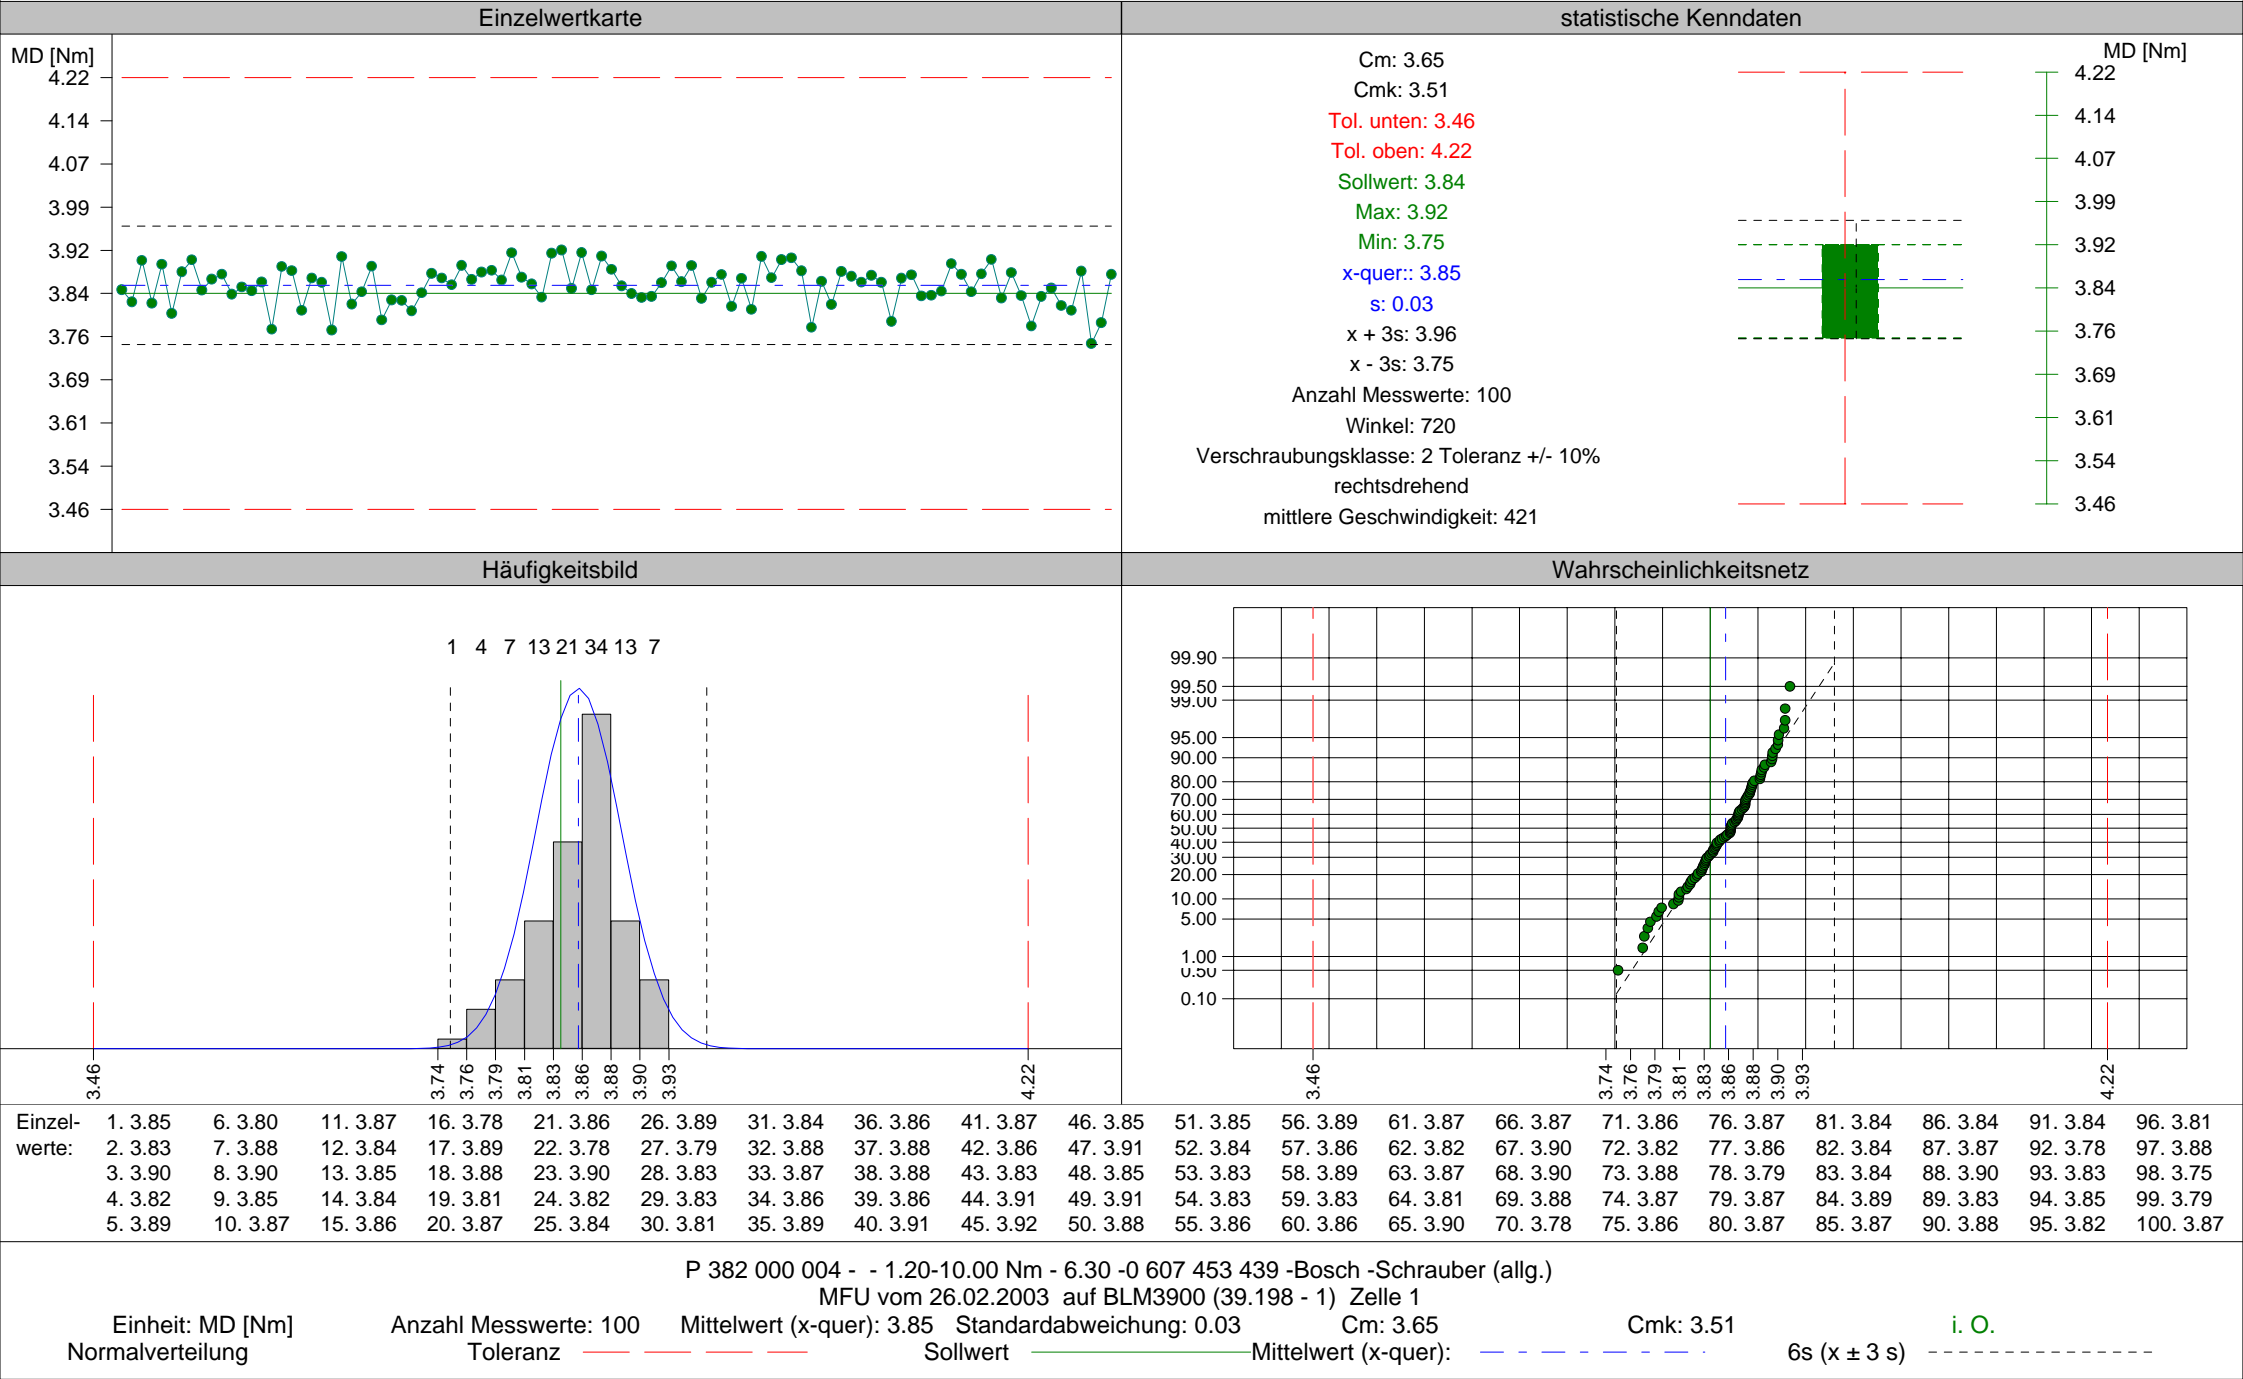 Einzelwertkarte
MD [Nm]
4.22
4.14
4.07
3.99
3.92
3.84
3.76
3.69
3.61
3.54
3.46
statistische Kenndaten
Cm: 3.65
Cmk: 3.51
Tol. unten: 3.46
Tol. oben: 4.22
Sollwert: 3.84
Max: 3.92
Min: 3.75
x-quer:: 3.85
s: 0.03
x + 3s: 3.96
x - 3s: 3.75
Anzahl Messwerte: 100
Winkel: 720
Verschraubungsklasse: 2 Toleranz +/- 10%
rechtsdrehend
mittlere Geschwindigkeit: 421
MD [Nm]
4.22
4.14
4.07
3.99
3.92
3.84
3.76
3.69
3.61
3.54
3.46
Häufigkeitsbild
1 4 7 13 21 34 13 7
3.46 3.74 3.76 3.79 3.81 3.83 3.86 3.88 3.90 3.93 4.22
Wahrscheinlichkeitsnetz
99.90
99.50
99.00
95.00
90.00
80.00
70.00
60.00
50.00
40.00
30.00
20.00
10.00
5.00
1.00
0.50
0.10
3.46 3.74 3.76 3.79 3.81 3.83 3.86 3.88 3.90 3.93 4.22
Einzel- 1. 3.85 6. 3.80 11. 3.87 16. 3.78 21. 3.86 26. 3.89 31. 3.84 36. 3.86 41. 3.87 46. 3.85 51. 3.85 56. 3.89 61. 3.87 66. 3.87 71. 3.86 76. 3.87 81. 3.84 86. 3.84 91. 3.84 96. 3.81
werte: 2. 3.83 7. 3.88 12. 3.84 17. 3.89 22. 3.78 27. 3.79 32. 3.88 37. 3.88 42. 3.86 47. 3.91 52. 3.84 57. 3.86 62. 3.82 67. 3.90 72. 3.82 77. 3.86 82. 3.84 87. 3.87 92. 3.78 97. 3.88
3. 3.90 8. 3.90 13. 3.85 18. 3.88 23. 3.90 28. 3.83 33. 3.87 38. 3.88 43. 3.83 48. 3.85 53. 3.83 58. 3.89 63. 3.87 68. 3.90 73. 3.88 78. 3.79 83. 3.84 88. 3.90 93. 3.83 98. 3.75
4. 3.82 9. 3.85 14. 3.84 19. 3.81 24. 3.82 29. 3.83 34. 3.86 39. 3.86 44. 3.91 49. 3.91 54. 3.83 59. 3.83 64. 3.81 69. 3.88 74. 3.87 79. 3.87 84. 3.89 89. 3.83 94. 3.85 99. 3.79
5. 3.89 10. 3.87 15. 3.86 20. 3.87 25. 3.84 30. 3.81 35. 3.89 40. 3.91 45. 3.92 50. 3.88 55. 3.86 60. 3.86 65. 3.90 70. 3.78 75. 3.86 80. 3.87 85. 3.87 90. 3.88 95. 3.82 100. 3.87
P 382 000 004 - - 1.20-10.00 Nm - 6.30 -0 607 453 439 -Bosch -Schrauber (allg.)
MFU vom 26.02.2003 auf BLM3900 (39.198 - 1) Zelle 1
Einheit: MD [Nm] Anzahl Messwerte: 100 Mittelwert (x-quer): 3.85 Standardabweichung: 0.03 Cm: 3.65 Cmk: 3.51 i. O.
Normalverteilung Toleranz Sollwert Mittelwert (x-quer): 6s (x ± 3 s)